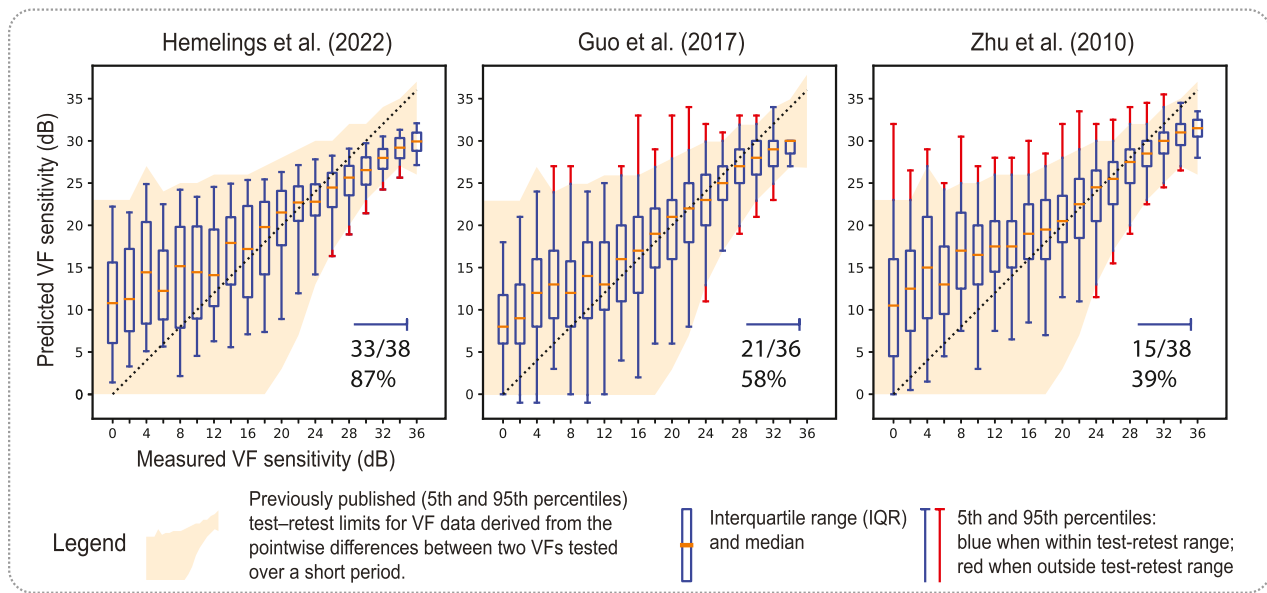 Hemelings et al. (2022)
Guo et al. (2017)
Zhu et al. (2010)
Predicted VF sensitivity (dB)
35
30
25
20
15
10
5
0
33/38
87%
0 4 8 12 16 20 24 28 32 36
Measured VF sensitivity (dB)
35
30
25
20
15
10
5
0
21/36
58%
0 4 8 12 16 20 24 28 32 36
35
30
25
20
15
10
5
0
15/38
39%
0 4 8 12 16 20 24 28 32 36
Legend
Previously published (5th and 95th percentiles)
test–retest limits for VF data derived from the
pointwise differences between two VFs tested
over a short period.
Interquartile range (IQR)
and median
5th and 95th percentiles:
blue when within test-retest range;
red when outside test-retest range